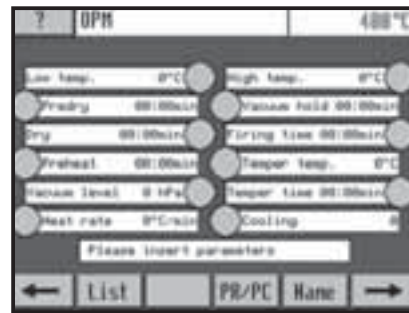 ? OPM 480°C
Low temp. 0°C High temp. 0°C
Predry 00:00min Vacuum hold 00:00min
Dry 00:00min Firing time 00:00min
Preheat 00:00min Temper temp. 0°C
Vacuum level 0 hPa Temper time 00:00min
Heat rate 0°C/min Cooling 0
Please insert parameters
List PR/PC Name